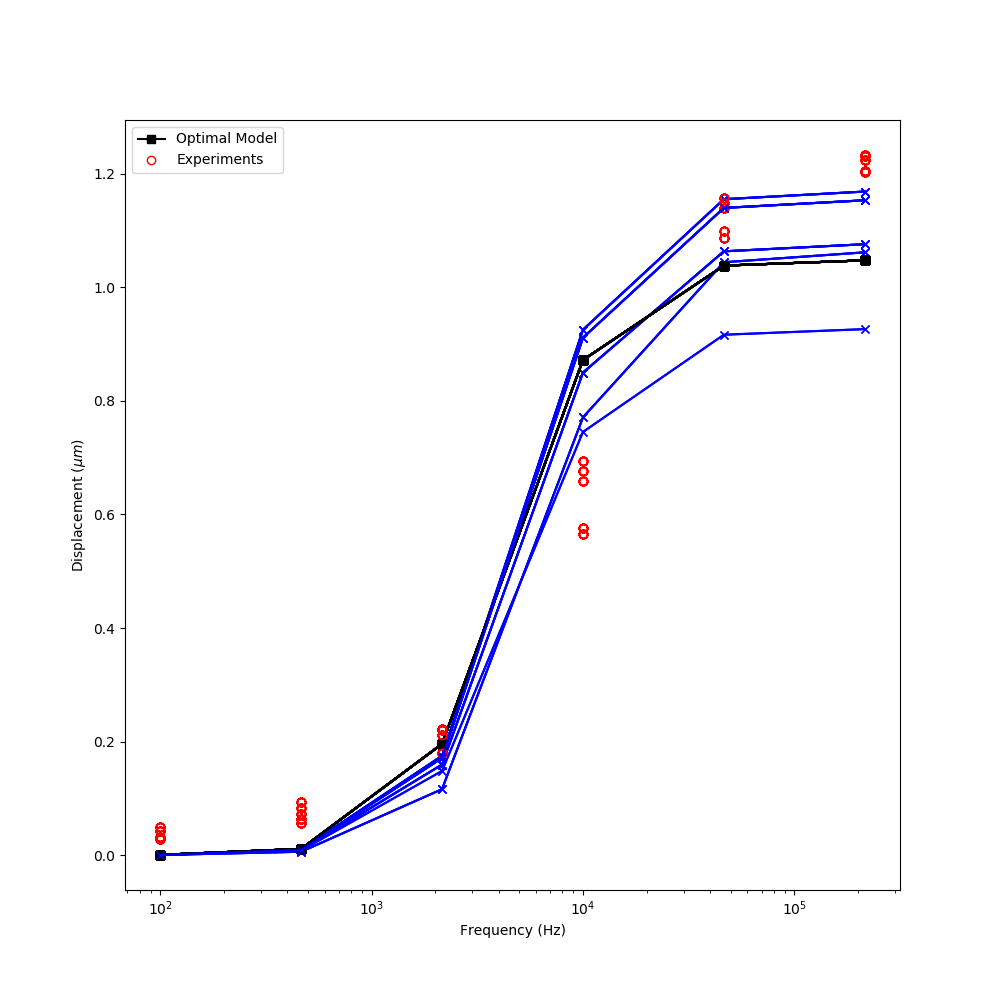 Optimal Model
Experiments
Displacement (μm)
1.2
1.0
0.8
0.6
0.4
0.2
0.0
10²
10³
10⁴
10⁵
Frequency (Hz)